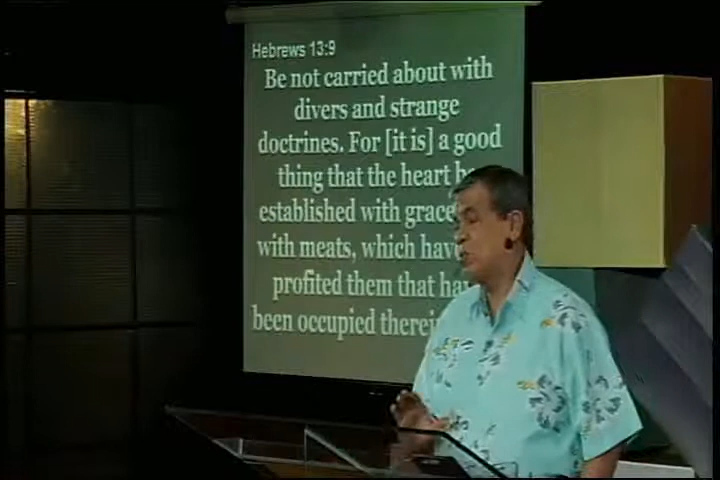 Hebrews 13:9
Be not carried about with
divers and strange
doctrines. For [it is] a good
thing that the heart
established with grace
with meats, which
profited them that
been occupied